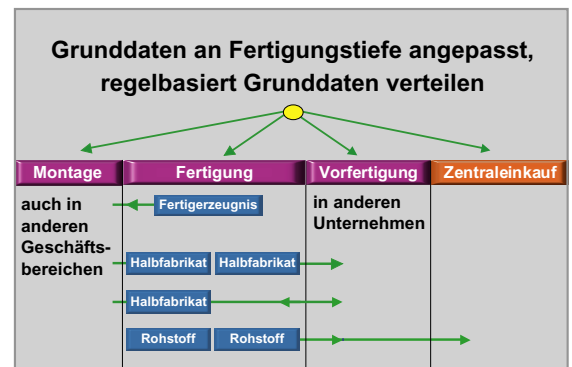 Grunddaten an Fertigungstiefe angepasst,
regelbasiert Grunddaten verteilen
Montage
Fertigung
Vorfertigung
Zentraleinkauf
auch in
anderen
Geschäfts-
bereichen
Fertigerzeugnis
in anderen
Unternehmen
Halbfabrikat
Halbfabrikat
Halbfabrikat
Rohstoff
Rohstoff